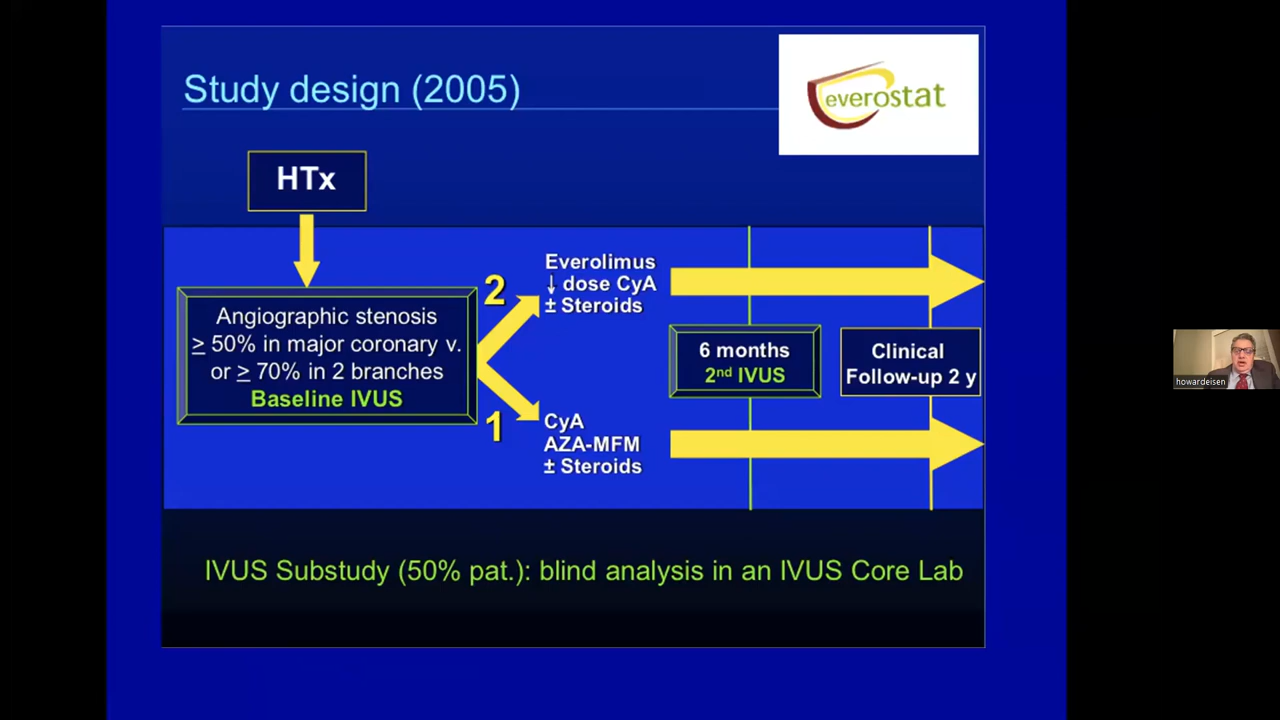 Study design (2005)
everostat
HTx
Angiographic stenosis
≥ 50% in major coronary v.
or ≥ 70% in 2 branches
Baseline IVUS
2
1
Everolimus
↓ dose CyA
± Steroids
CyA
AZA-MFM
± Steroids
6 months
2nd IVUS
Clinical
Follow-up 2 y
IVUS Substudy (50% pat.): blind analysis in an IVUS Core Lab
howardeisen